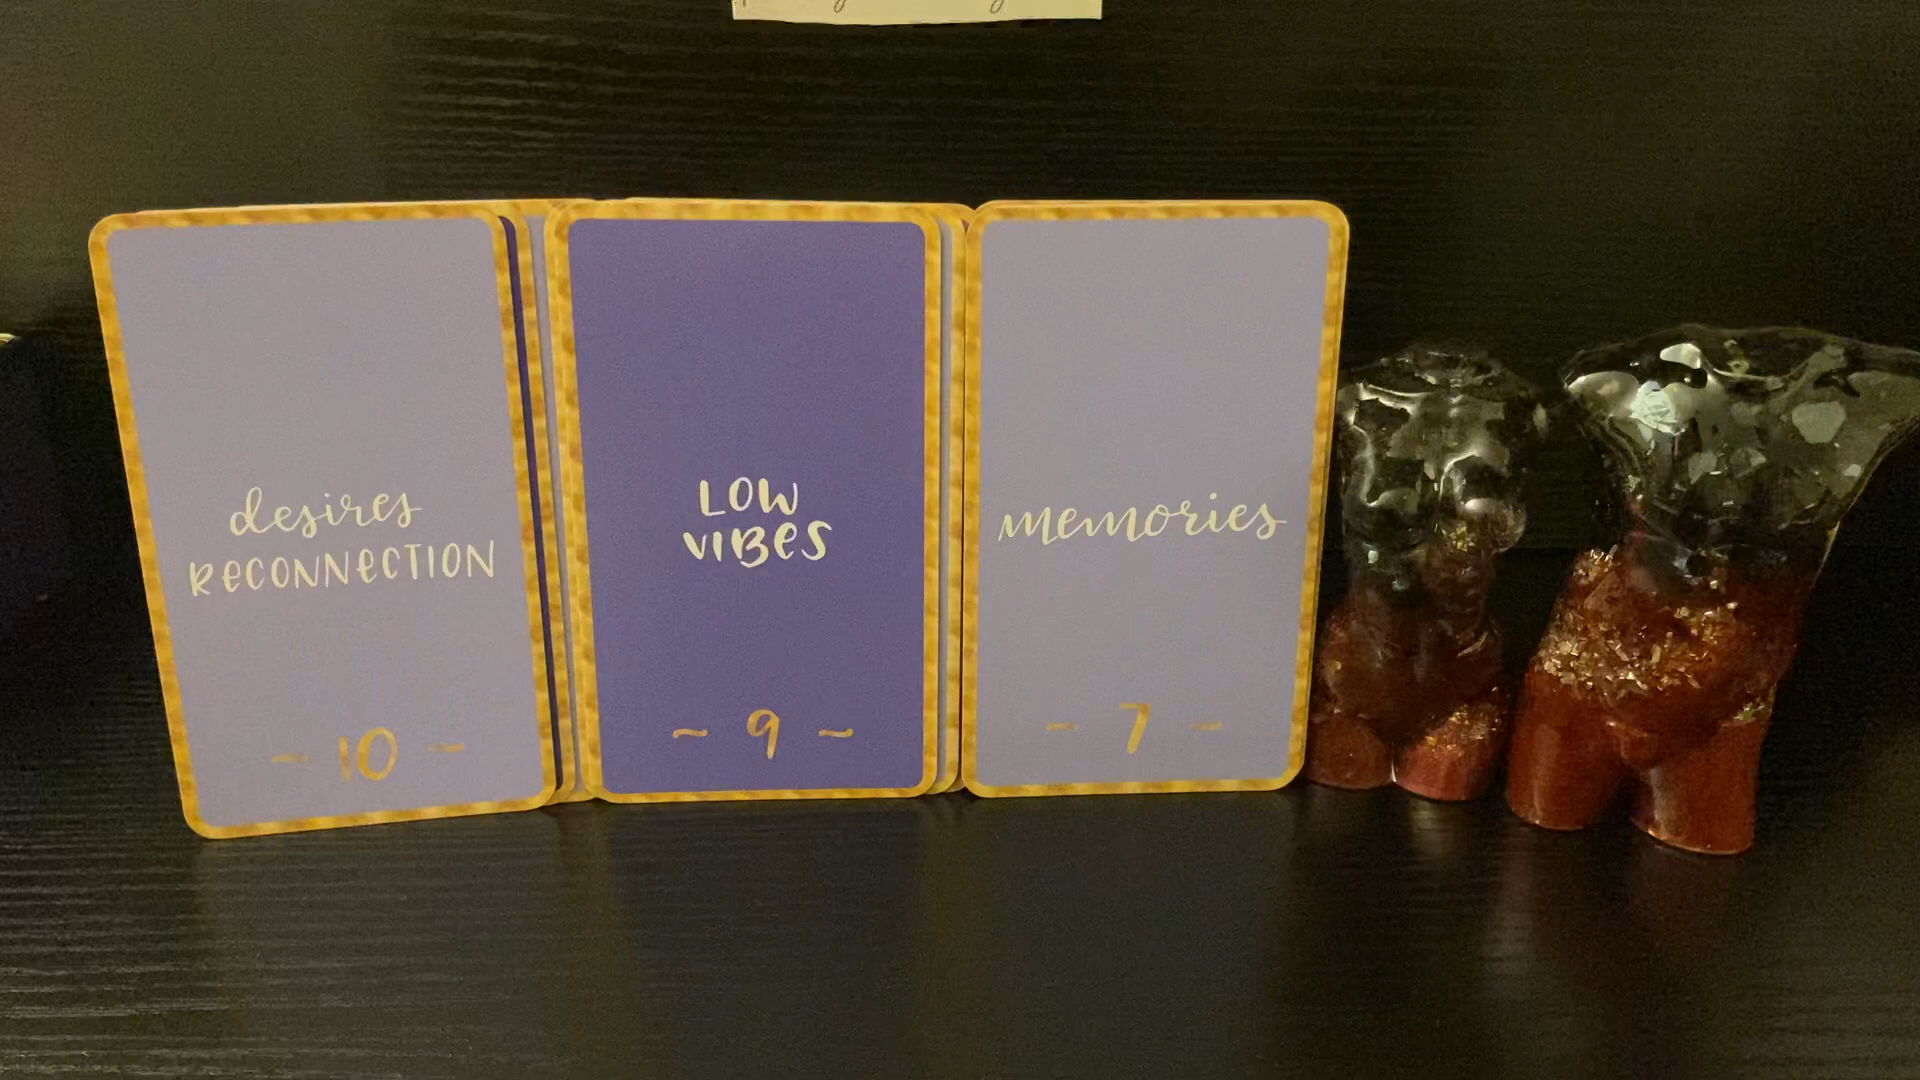 desires
RECONNECTION
~ 10 ~
LOW
VIBES
~ 9 ~
memories
~ 7 ~